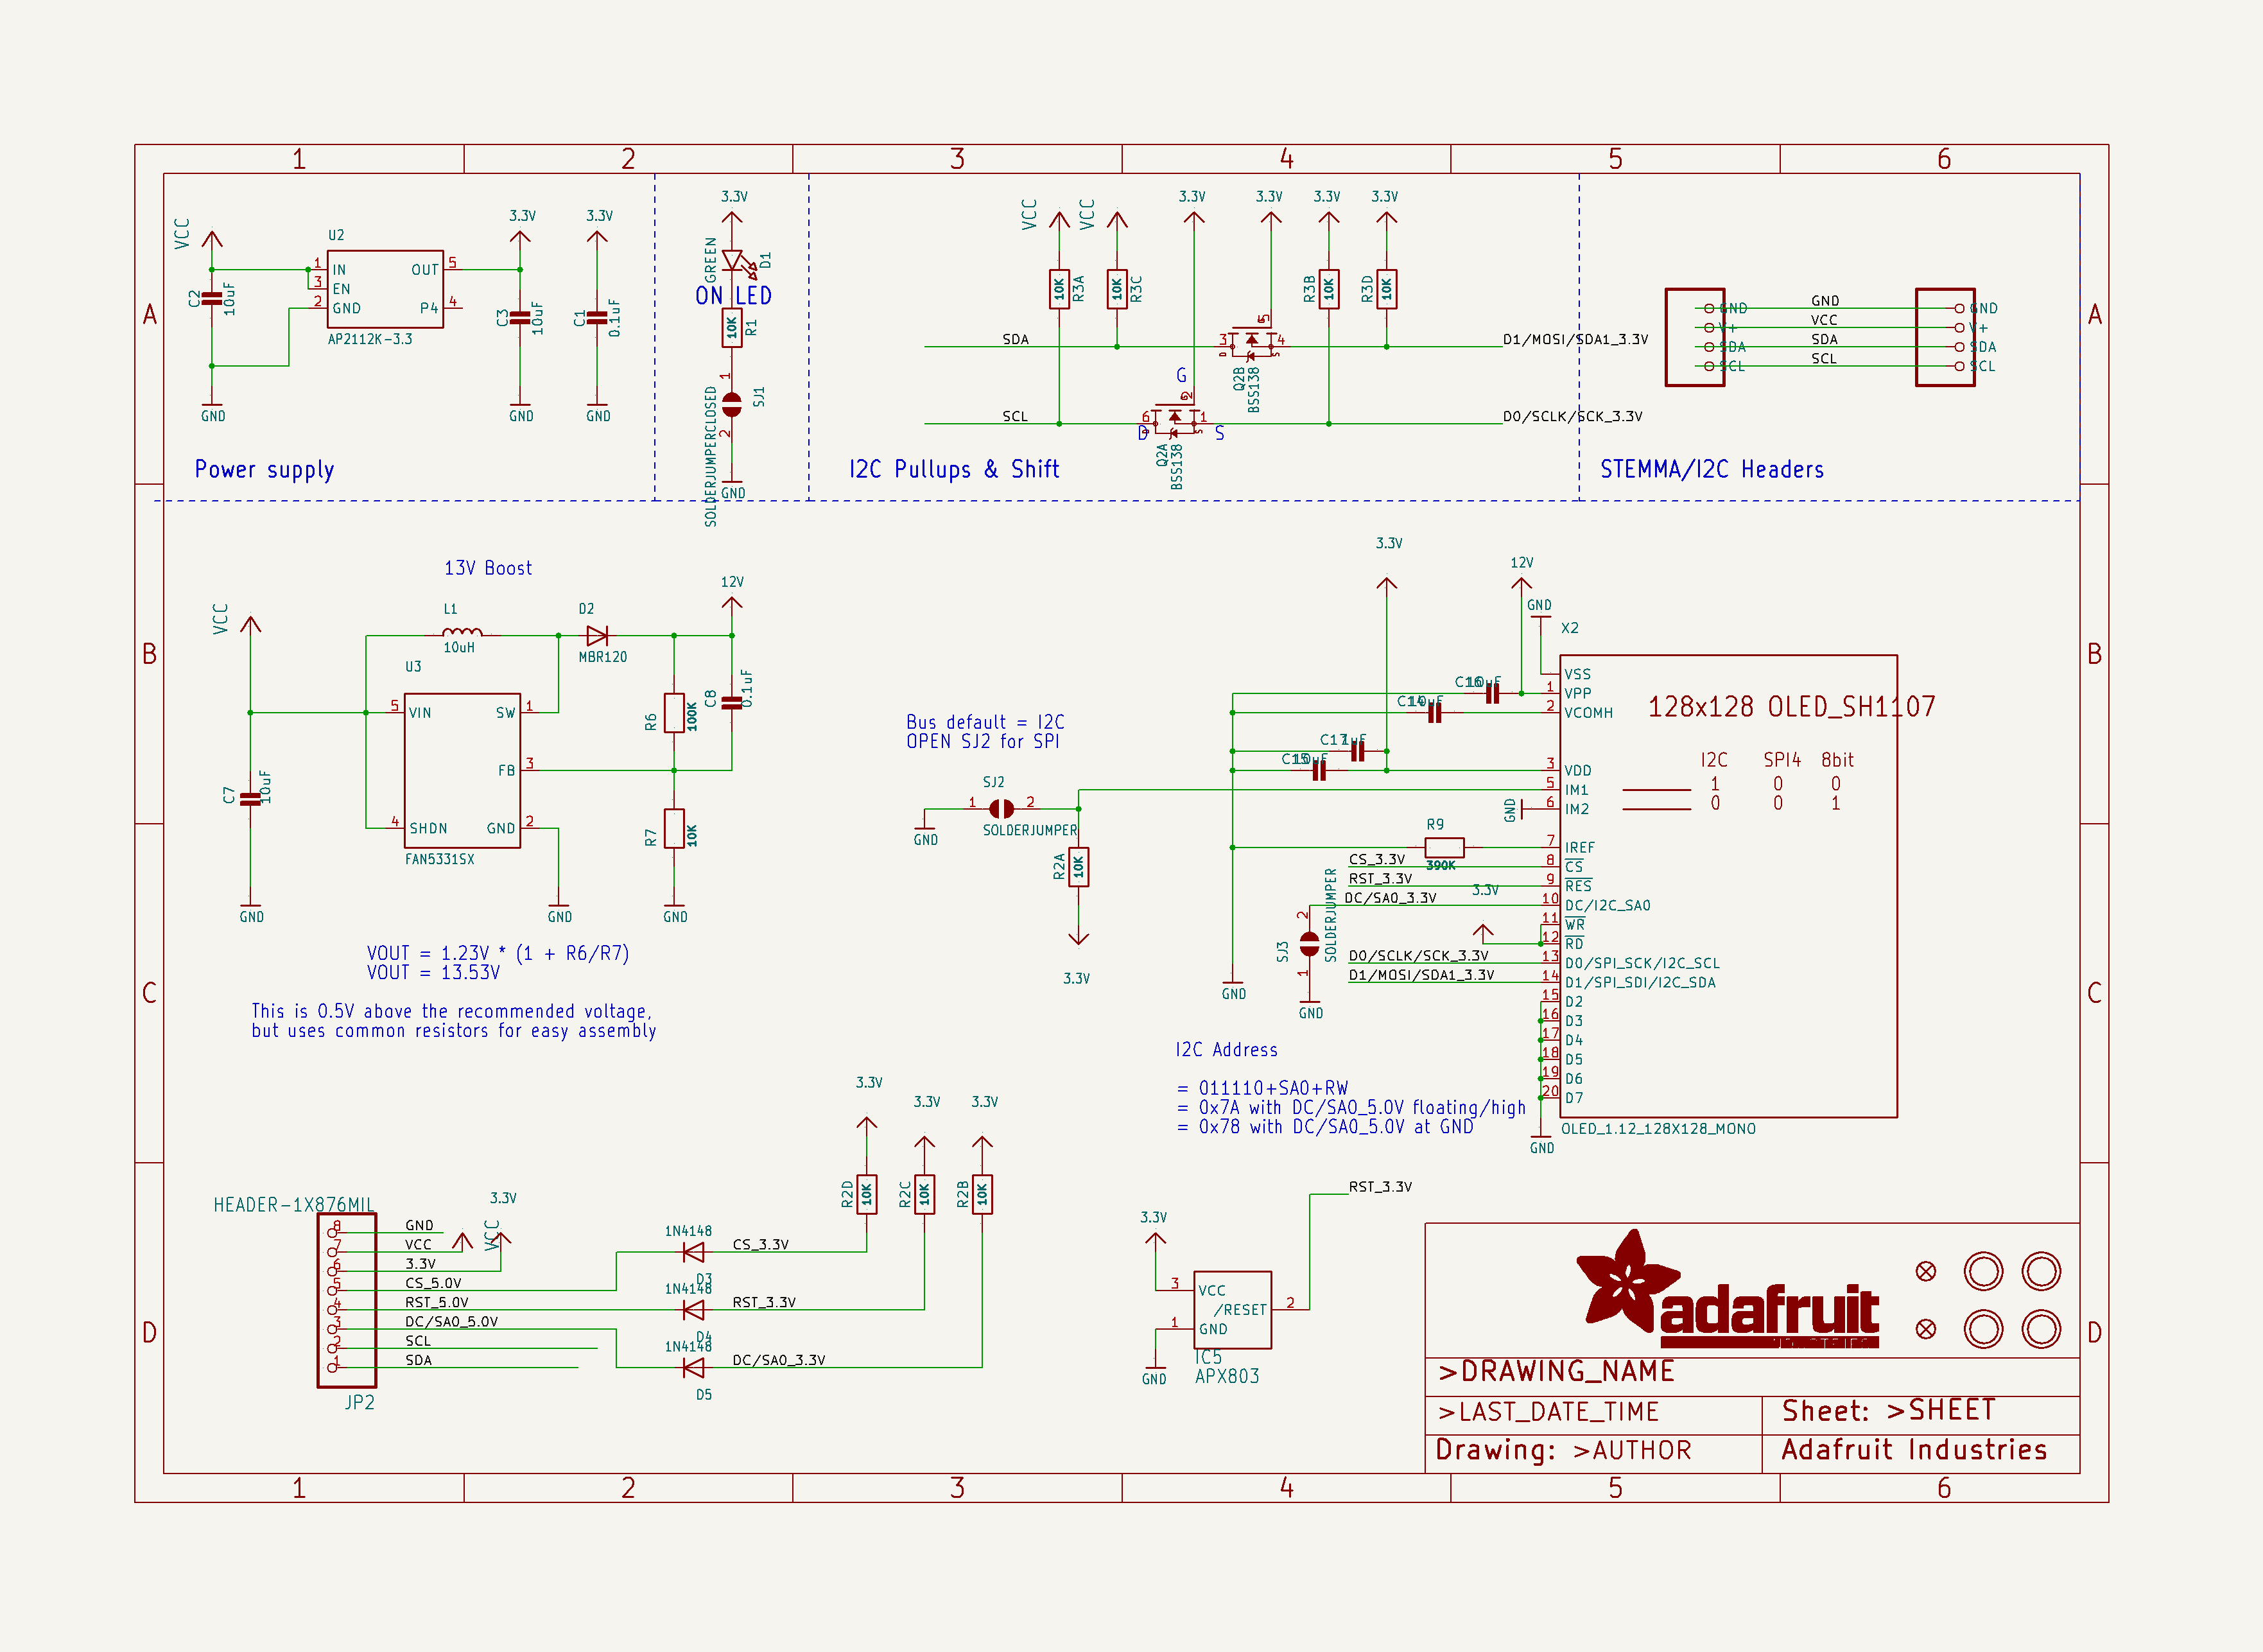 1 2 3 4 5 6
A
VCC
U2
1 IN
3 EN
2 GND
OUT 5
P4 4
AP2112K-3.3
C2
10uF
GND
3.3V
C3
10uF
GND
3.3V
C1
0.1uF
GND
Power supply
3.3V
GREEN
D1
ON LED
10K
R1
1
SJ1
2
SOLDERJUMPERCLOSED
GND
VCC
VCC
3.3V
3.3V
3.3V
3.3V
10K
R3A
10K
R3C
R3B
10K
R3D
10K
SDA
3
5
4
D
S
D1/MOSI/SDA1_3.3V
Q2B
BSS138
G
2
SCL
6
1
D
S
D0/SCLK/SCK_3.3V
Q2A
BSS138
I2C Pullups & Shift
GND
V+
SDA
SCL
GND
VCC
SDA
SCL
GND
V+
SDA
SCL
STEMMA/I2C Headers
A
B
13V Boost
VCC
L1
10uH
D2
MBR120
12V
U3
5 VIN
SW 1
FB 3
4 SHDN
GND 2
FAN5331SX
C7
10uF
R6
100K
C8
0.1uF
R7
10K
GND
GND
GND
VOUT = 1.23V * (1 + R6/R7)
VOUT = 13.53V
This is 0.5V above the recommended voltage,
but uses common resistors for easy assembly
Bus default = I2C
OPEN SJ2 for SPI
SJ2
1
2
SOLDERJUMPER
GND
R2A
10K
3.3V
3.3V
12V
GND
X2
C16
10uF
C14
10uF
C17
1uF
C15
10uF
GND
R9
390K
CS_3.3V
RST_3.3V
DC/SA0_3.3V
3.3V
D0/SCLK/SCK_3.3V
D1/MOSI/SDA1_3.3V
SJ3
2
1
SOLDERJUMPER
GND
GND
VSS
1 VPP
2 VCOMH
3 VDD
5 IM1
6 IM2
7 IREF
8 CS
9 RES
10 DC/I2C_SA0
11 WR
12 RD
13 D0/SPI_SCK/I2C_SCL
14 D1/SPI_SDI/I2C_SDA
15 D2
16 D3
17 D4
18 D5
19 D6
20 D7
128x128 OLED_SH1107
I2C SPI4 8bit
1 0 0
0 0 1
OLED_1.12_128X128_MONO
GND
B
C
C
I2C Address
= 011110+SA0+RW
= 0x7A with DC/SA0_5.0V floating/high
= 0x78 with DC/SA0_5.0V at GND
D
HEADER-1X876MIL
3.3V
VCC
8 GND
7 VCC
6 3.3V
5 CS_5.0V
4 RST_5.0V
3 DC/SA0_5.0V
2 SCL
1 SDA
JP2
3.3V
3.3V
3.3V
R2D
10K
R2C
10K
R2B
10K
1N4148
CS_3.3V
D3
1N4148
RST_3.3V
D4
1N4148
DC/SA0_3.3V
D5
RST_3.3V
3.3V
3 VCC
/RESET 2
1 GND
IC5
APX803
GND
adafruit
>DRAWING_NAME
>LAST_DATE_TIME
Sheet: >SHEET
Drawing: >AUTHOR
Adafruit Industries
D
1 2 3 4 5 6